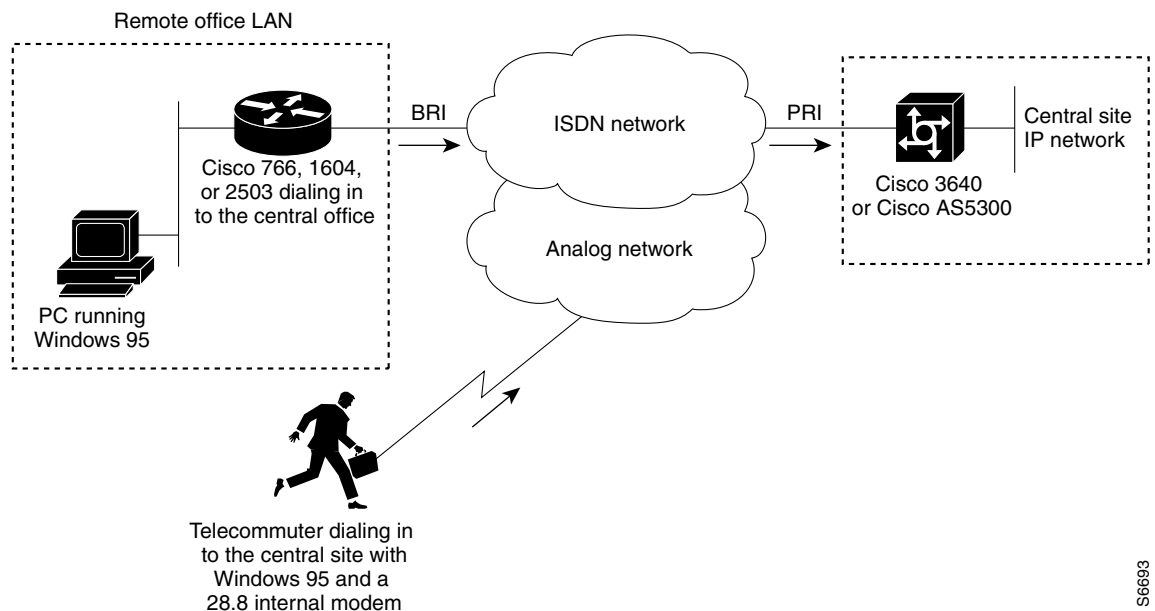 Remote office LAN
BRI
ISDN network
PRI
Central site
IP network
Cisco 766, 1604,
or 2503 dialing in
to the central office
Cisco 3640
or Cisco AS5300
Analog network
PC running
Windows 95
Telecommuter dialing in
to the central site with
Windows 95 and a
28.8 internal modem
S6693